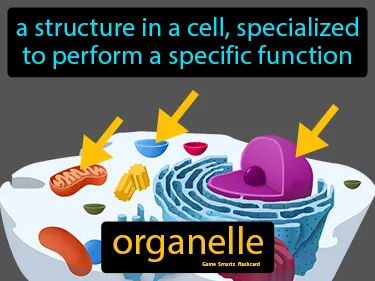 a structure in a cell, specialized
to perform a specific function
organelle
Game Smartz flashcard